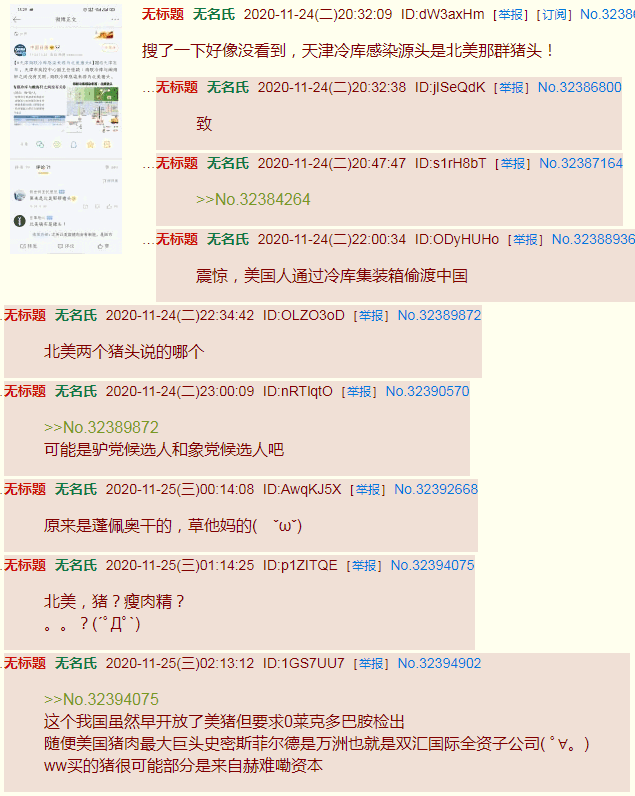 微博正文
无标题 无名氏 2020-11-24(二)20:32:09 ID:dW3axHm [举报] [订阅] No.3238
搜了一下好像没看到，天津冷库感染源头是北美那群猪头！
…无标题 无名氏 2020-11-24(二)20:32:38 ID:jISeQdK [举报] No.32386800
致
…无标题 无名氏 2020-11-24(二)20:47:47 ID:s1rH8bT [举报] No.32387164
>>No.32384264
…无标题 无名氏 2020-11-24(二)22:00:34 ID:ODyHUHo [举报] No.32388936
震惊，美国人通过冷库集装箱偷渡中国
无标题 无名氏 2020-11-24(二)22:34:42 ID:OLZO3oD [举报] No.32389872
北美两个猪头说的哪个
无标题 无名氏 2020-11-24(二)23:00:09 ID:nRTIqtO [举报] No.32390570
>>No.32389872
可能是驴党候选人和象党候选人吧
无标题 无名氏 2020-11-25(三)00:14:08 ID:AwqKJ5X [举报] No.32392668
原来是蓬佩奥干的，草他妈的(　˘ω˘)
无标题 无名氏 2020-11-25(三)01:14:25 ID:p1ZITQE [举报] No.32394075
北美，猪？瘦肉精？
。。？(´ﾟДﾟ`)
无标题 无名氏 2020-11-25(三)02:13:12 ID:1GS7UU7 [举报] No.32394902
>>No.32394075
这个我国虽然早开放了美猪但要求0莱克多巴胺检出
随便美国猪肉最大巨头史密斯菲尔德是万洲也就是双汇国际全资子公司( ﾟ∀。)
ww买的猪很可能部分是来自赫难嘞资本